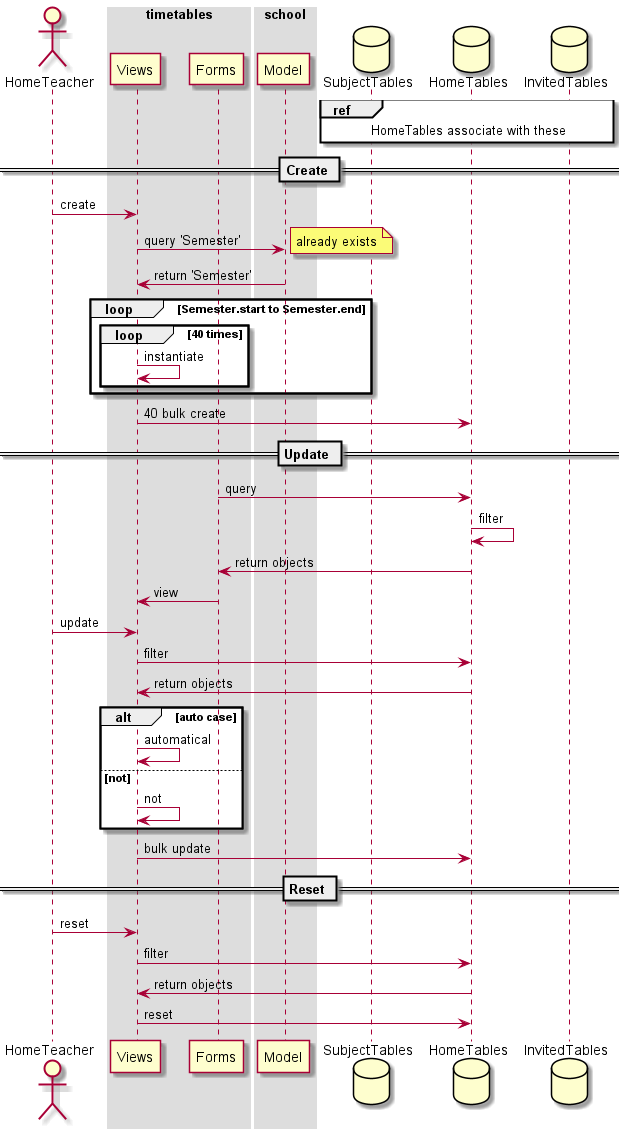 timetables
school
HomeTeacher
Views
Forms
Model
SubjectTables
HomeTables
InvitedTables
ref
HomeTables associate with these
Create
create
query 'Semester'
already exists
return 'Semester'
loop [Semester.start to Semester.end]
loop [40 times]
instantiate
40 bulk create
Update
query
filter
return objects
view
update
filter
return objects
alt [auto case]
automatical
[not]
not
bulk update
Reset
reset
filter
return objects
reset
HomeTeacher
Views
Forms
Model
SubjectTables
HomeTables
InvitedTables